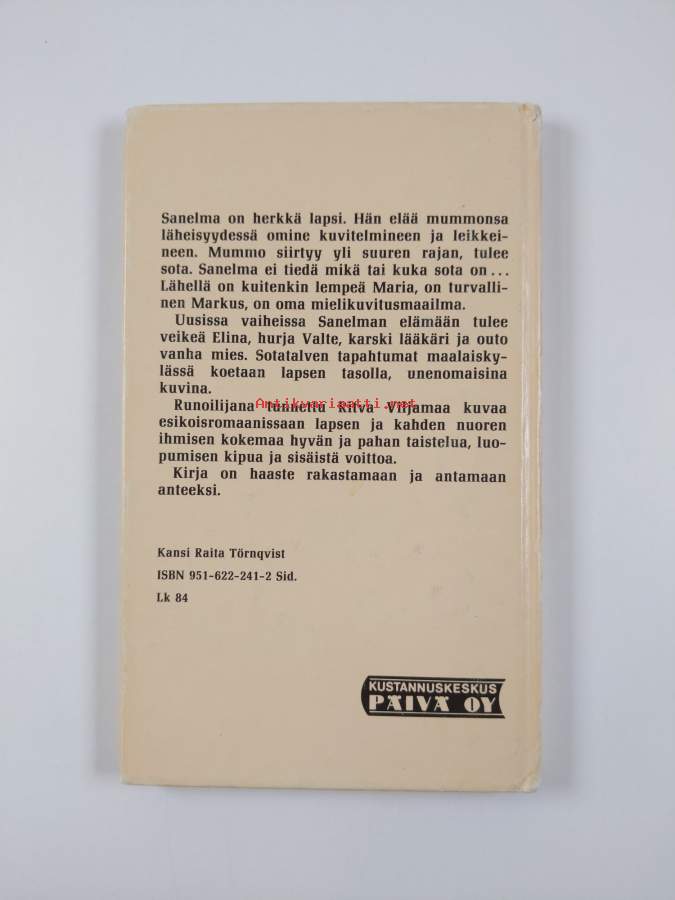 Sanelma on herkkä lapsi. Hän elää mummonsa
läheisyydessä omine kuvitelmineen ja leikkei-
neen. Mummo siirtyy yli suuren rajan, tulee
sota. Sanelma ei tiedä mikä tai kuka sota on...
Lähellä on kuitenkin lempeä Maria, on turvalli-
nen Markus, on oma mielikuvitusmaailma.
Uusissa vaiheissa Sanelman elämään tulee
veikeä Elina, hurja Valte, karski lääkäri ja outo
vanha mies. Sotatalven tapahtumat maalaisky-
lässä koetaan lapsen tasolla, unenomaisina
kuvina.
Antikvariaatti.net
Runoilijana tunnettu Ritva Viljamaa kuvaa
esikoisromaanissaan lapsen ja kahden nuoren
ihmisen kokemaa hyvän ja pahan taistelua, luo-
pumisen kipua ja sisäistä voittoa.
Kirja on haaste rakastamaan ja antamaan
anteeksi.
Kansi Raita Törnqvist
ISBN 951-622-241-2 Sid.
Lk 84
KUSTANNUSKESKUS
PÄIVÄ OY